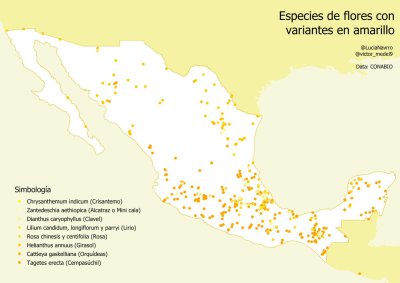 Especies de flores con
variantes en amarillo
@LuciaNavrro
@victor_medel9
Data: CONABIO
Simbología
Chrysanthemum indicum (Crisantemo)
Zantedeschia aethiopica (Alcatraz o Mini cala)
Dianthus caryophyllus (Clavel)
Lilium candidum, longiflorum y parryi (Lirio)
Rosa chinesis y centifolia (Rosa)
Helianthus annuus (Girasol)
Cattleya gaskelliana (Orquídeas)
Tagetes erecta (Cempasúchil)